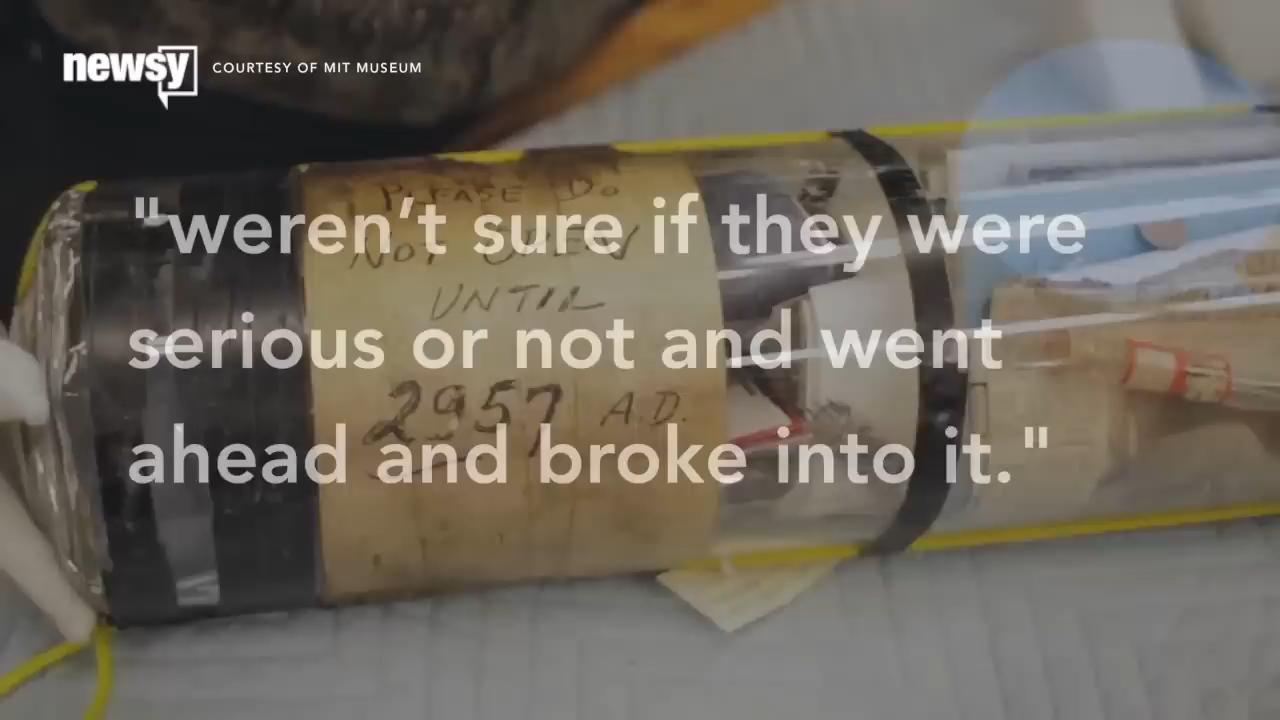 newsy
COURTESY OF MIT MUSEUM
PLEASE DO
NOT OPEN
UNTIL
2957 A.D.
"weren’t sure if they were
serious or not and went
ahead and broke into it."